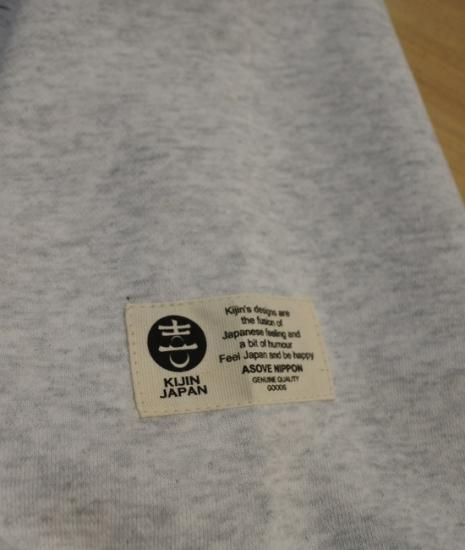 KIJIN
JAPAN
Kijin's designs are
the fusion of
Japanese feeling and
a bit of humour
Feel Japan and be happy
ASOVE NIPPON
GENUINE QUALITY
GOODS